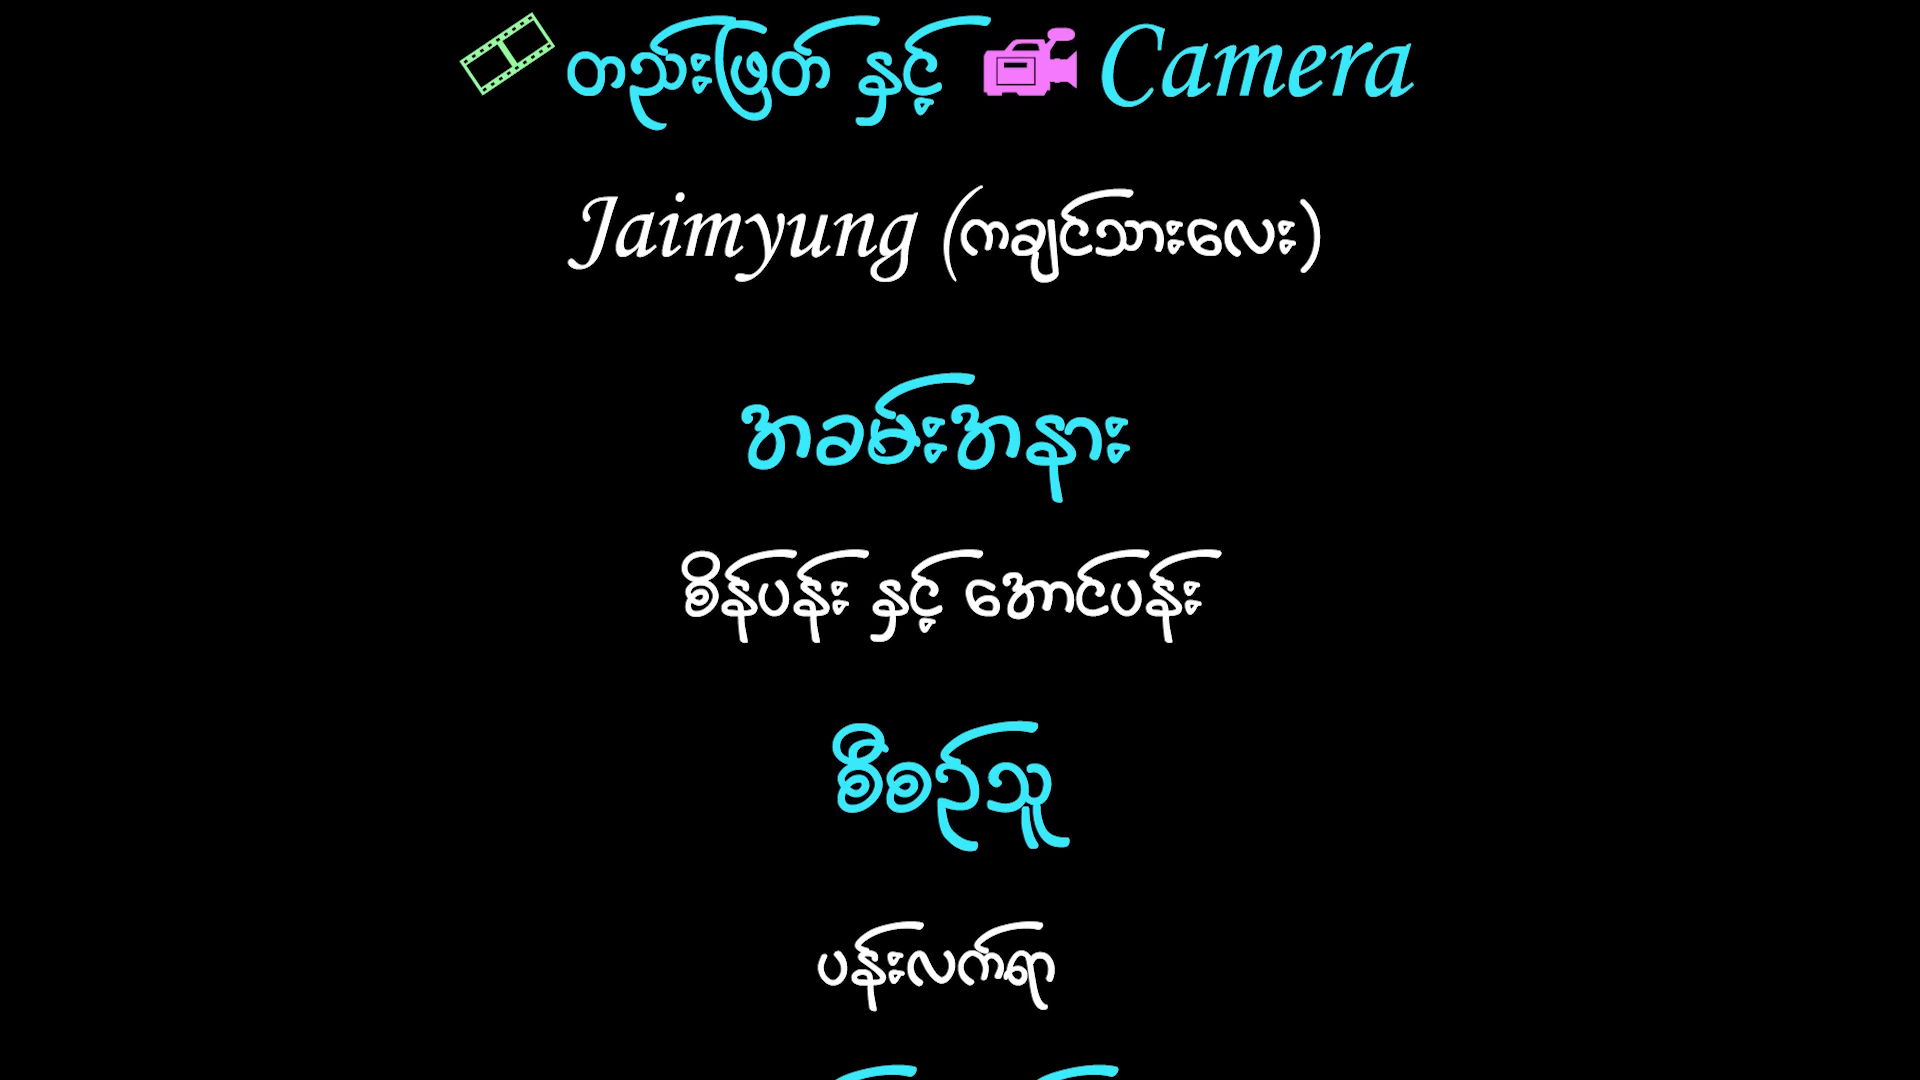 တည်းဖြတ် နှင့် Camera
Jaimyung (ကချင်သားလေး)
အခမ်းအနား
စိန်ပန်း နှင့် အောင်ပန်း
စီစဉ်သူ
ပန်းလက်ရာ